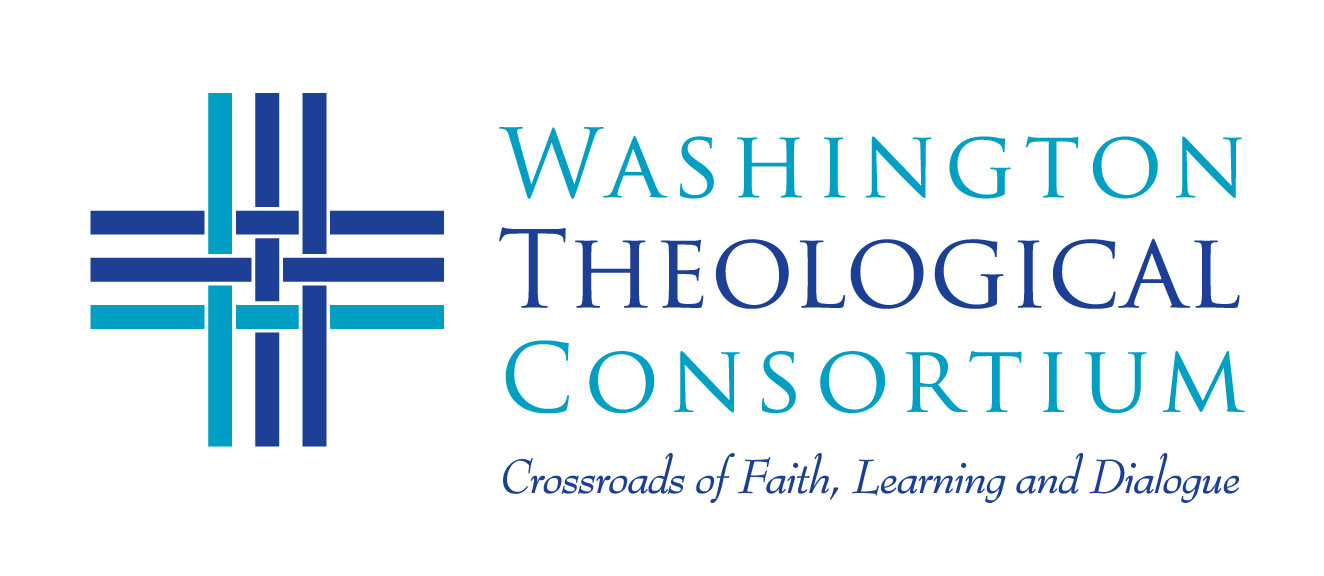 WASHINGTON
THEOLOGICAL
CONSORTIUM
Crossroads of Faith, Learning and Dialogue